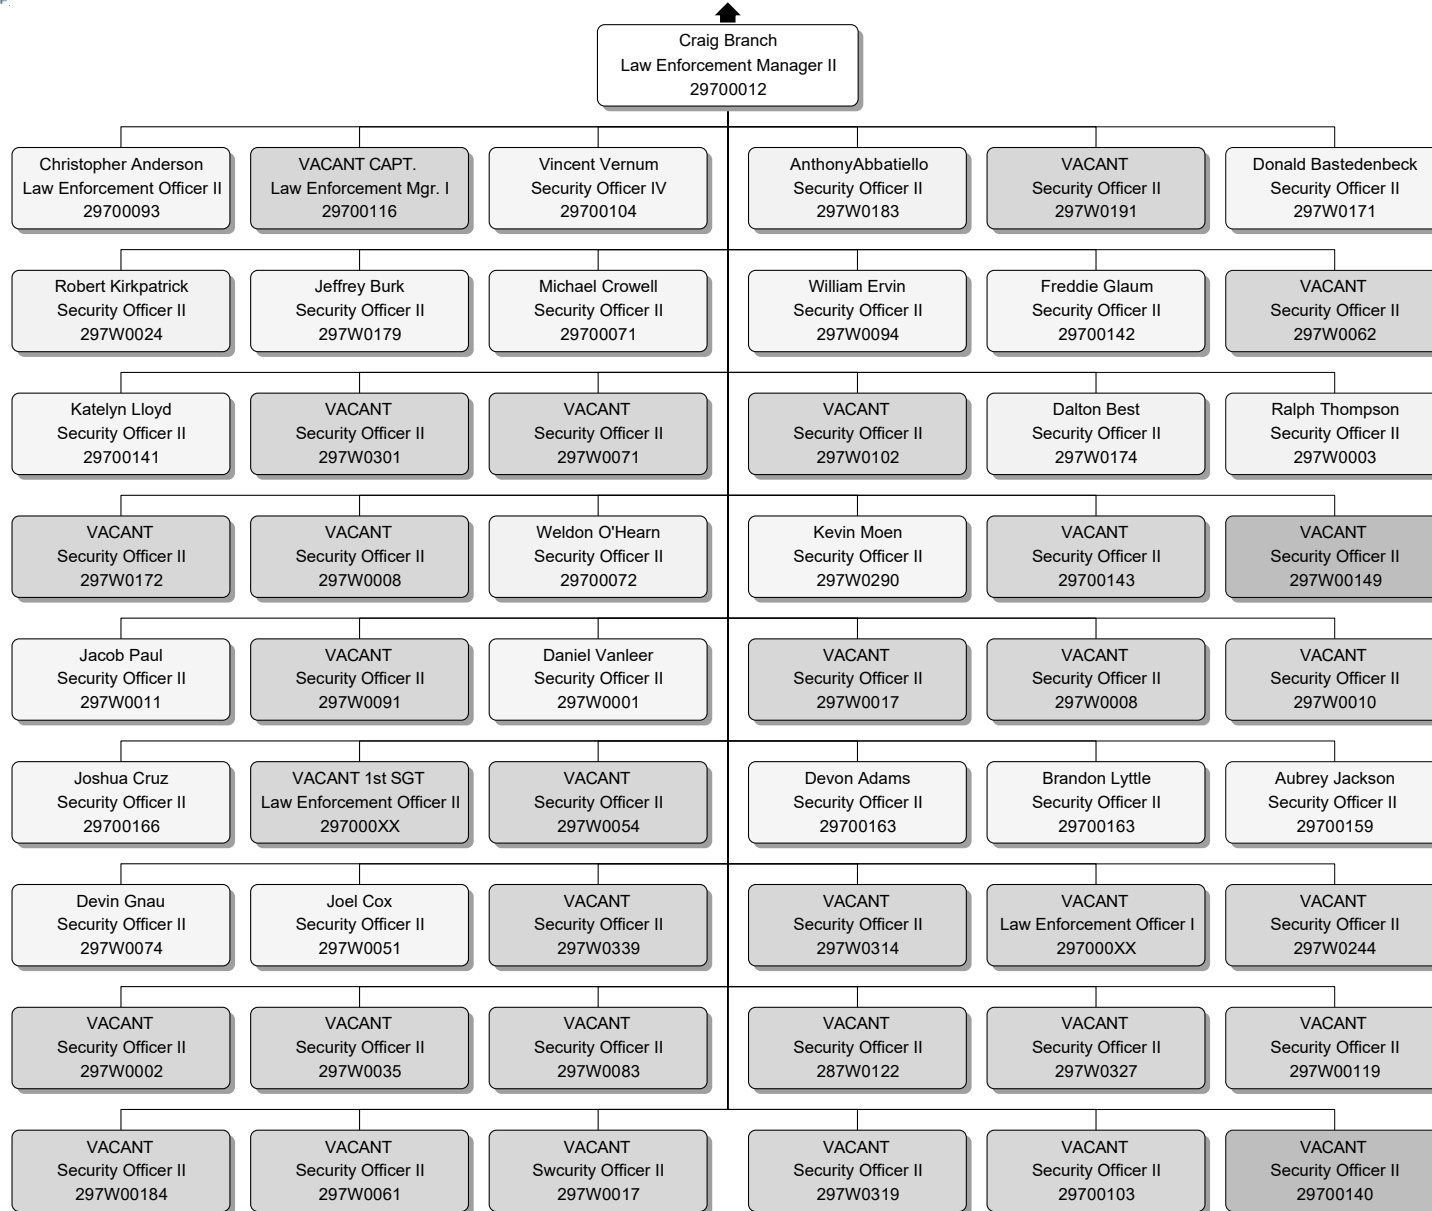 Craig Branch
Law Enforcement Manager II
29700012
Christopher Anderson
Law Enforcement Officer II
29700093
VACANT CAPT.
Law Enforcement Mgr. I
29700116
Vincent Vernum
Security Officer IV
29700104
AnthonyAbbatiello
Security Officer II
297W0183
VACANT
Security Officer II
297W0191
Donald Bastedenbeck
Security Officer II
297W0171
Robert Kirkpatrick
Security Officer II
297W0024
Jeffrey Burk
Security Officer II
297W0179
Michael Crowell
Security Officer II
29700071
William Ervin
Security Officer II
297W0094
Freddie Glaum
Security Officer II
29700142
VACANT
Security Officer II
297W0062
Katelyn Lloyd
Security Officer II
29700141
VACANT
Security Officer II
297W0301
VACANT
Security Officer II
297W0071
VACANT
Security Officer II
297W0102
Dalton Best
Security Officer II
297W0174
Ralph Thompson
Security Officer II
297W0003
VACANT
Security Officer II
297W0172
VACANT
Security Officer II
297W0008
Weldon O'Hearn
Security Officer II
29700072
Kevin Moen
Security Officer II
297W0290
VACANT
Security Officer II
29700143
VACANT
Security Officer II
297W00149
Jacob Paul
Security Officer II
297W0011
VACANT
Security Officer II
297W0091
Daniel Vanleer
Security Officer II
297W0001
VACANT
Security Officer II
297W0017
VACANT
Security Officer II
297W0008
VACANT
Security Officer II
297W0010
Joshua Cruz
Security Officer II
29700166
VACANT 1st SGT
Law Enforcement Officer II
297000XX
VACANT
Security Officer II
297W0054
Devon Adams
Security Officer II
29700163
Brandon Lyttle
Security Officer II
29700163
Aubrey Jackson
Security Officer II
29700159
Devin Gnau
Security Officer II
297W0074
Joel Cox
Security Officer II
297W0051
VACANT
Security Officer II
297W0339
VACANT
Security Officer II
297W0314
VACANT
Law Enforcement Officer I
297000XX
VACANT
Security Officer II
297W0244
VACANT
Security Officer II
297W0002
VACANT
Security Officer II
297W0035
VACANT
Security Officer II
297W0083
VACANT
Security Officer II
287W0122
VACANT
Security Officer II
297W0327
VACANT
Security Officer II
297W00119
VACANT
Security Officer II
297W00184
VACANT
Security Officer II
297W0061
VACANT
Swcurity Officer II
297W0017
VACANT
Security Officer II
297W0319
VACANT
Security Officer II
29700103
VACANT
Security Officer II
29700140